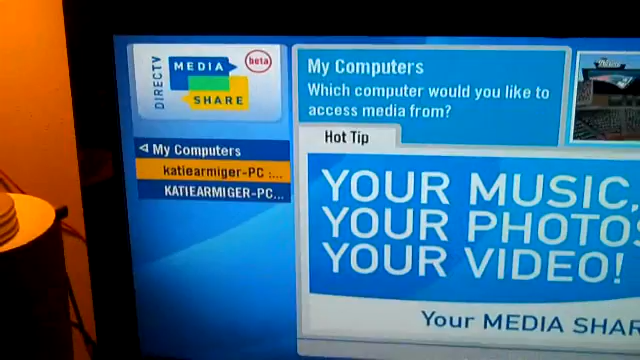 DIRECTV
MEDIA
SHARE
beta
My Computers
Which computer would you like to
access media from?
Hot Tip
My Computers
katiearmiger-PC :...
KATIEARMIGER-PC...
YOUR MUSIC,
YOUR PHOTOS
YOUR VIDEO!
Your MEDIA SHAR